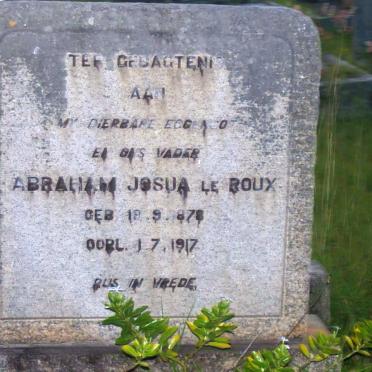 TER GEDAGTENIS
AAN
MY DIERBARE EGGENOOT
EN ONS VADER
ABRAHAM JOSUA LE ROUX
GEB. 18.9.1878
OORL. 1.7.1917
RUS IN VREDE